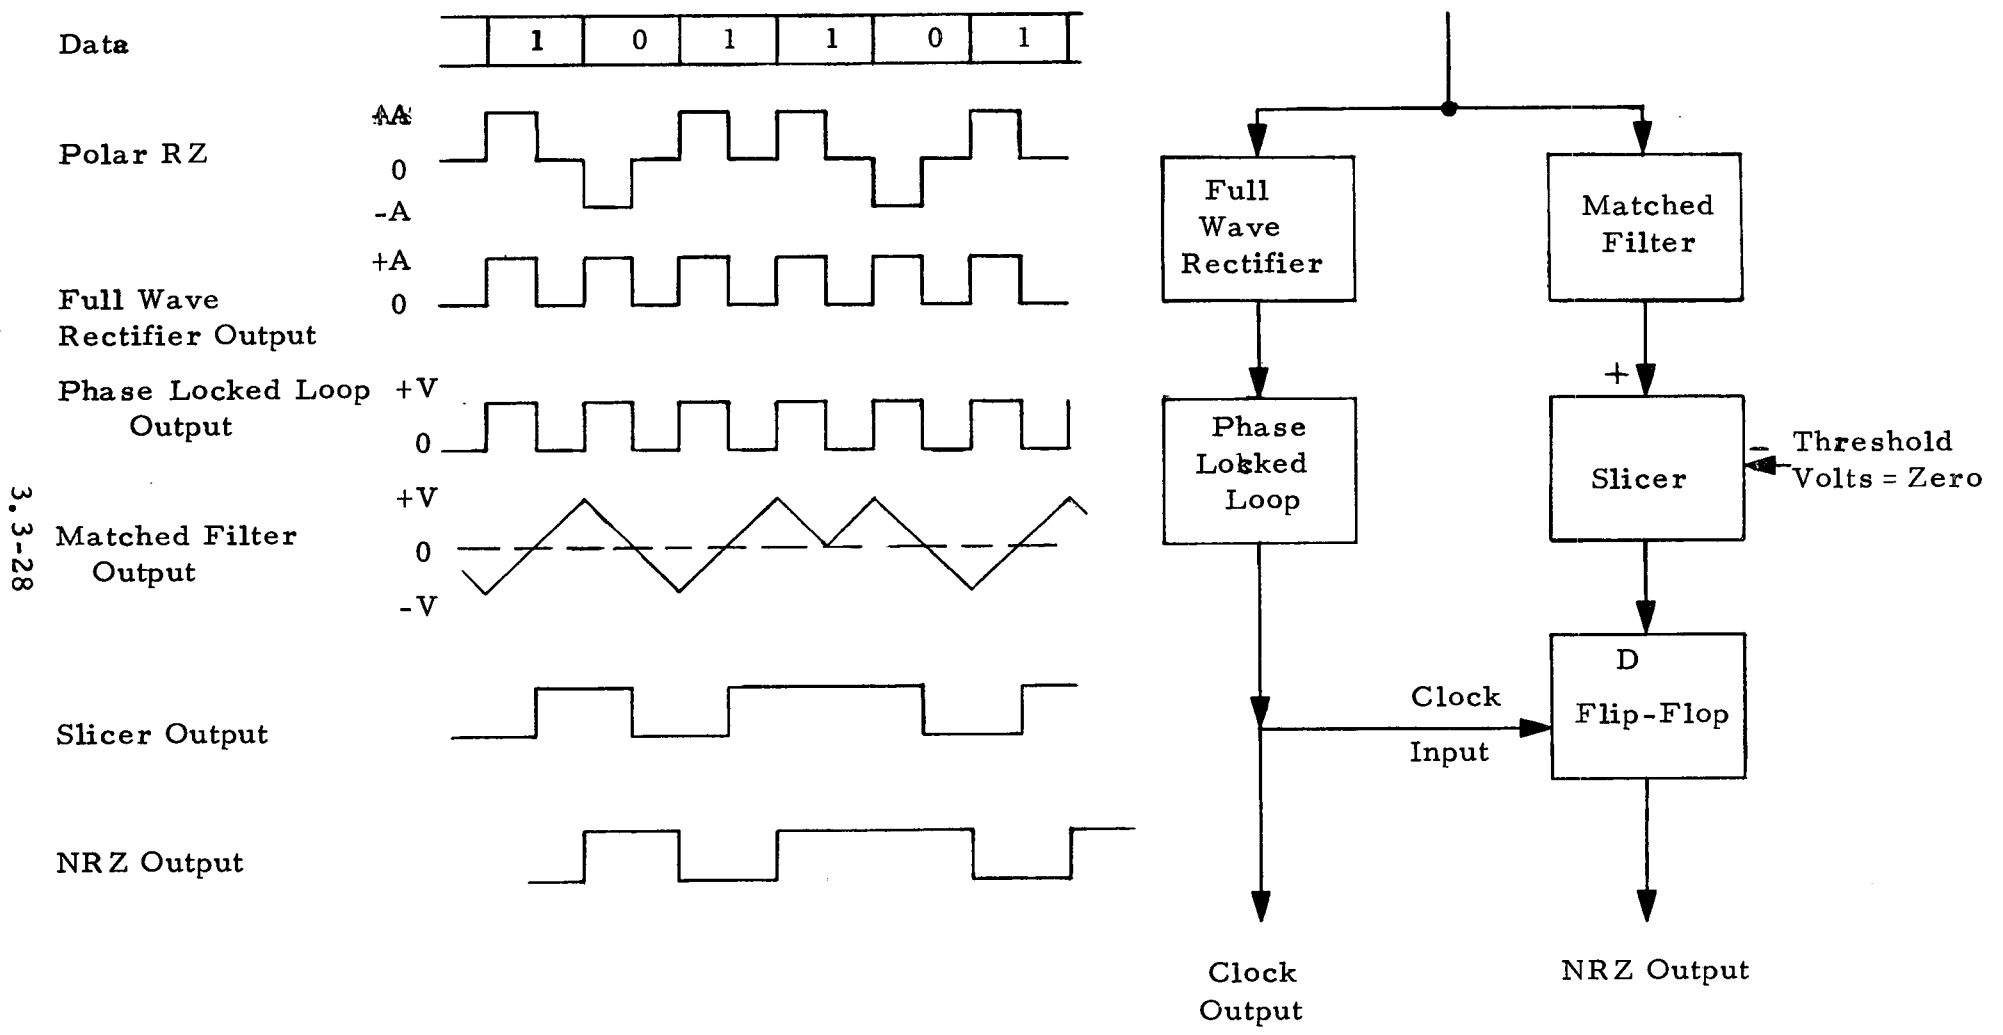 Data
1 0 1 1 0 1
Polar RZ
0
-A
+A
Full Wave
Rectifier Output
0
Phase Locked Loop
Output
+V
0
Matched Filter
Output
+V
0
-V
Slicer Output
NRZ Output
3.3-28
Full
Wave
Rectifier
Matched
Filter
+
Phase
Locked
Loop
Slicer
-
Threshold
Volts = Zero
D
Flip-Flop
Clock
Input
Clock
Output
NRZ Output